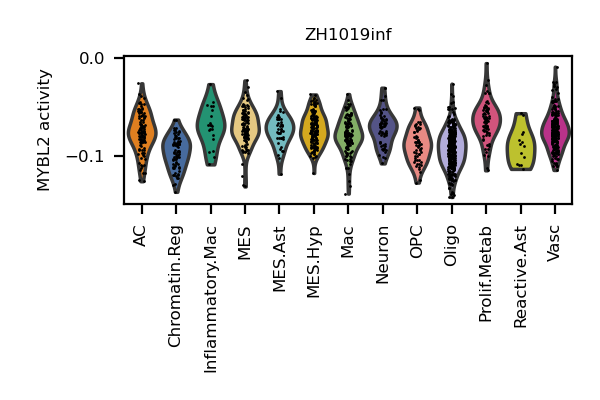 ZH1019inf
MYBL2 activity
0.0
−0.1
AC
Chromatin.Reg
Inflammatory.Mac
MES
MES.Ast
MES.Hyp
Mac
Neuron
OPC
Oligo
Prolif.Metab
Reactive.Ast
Vasc